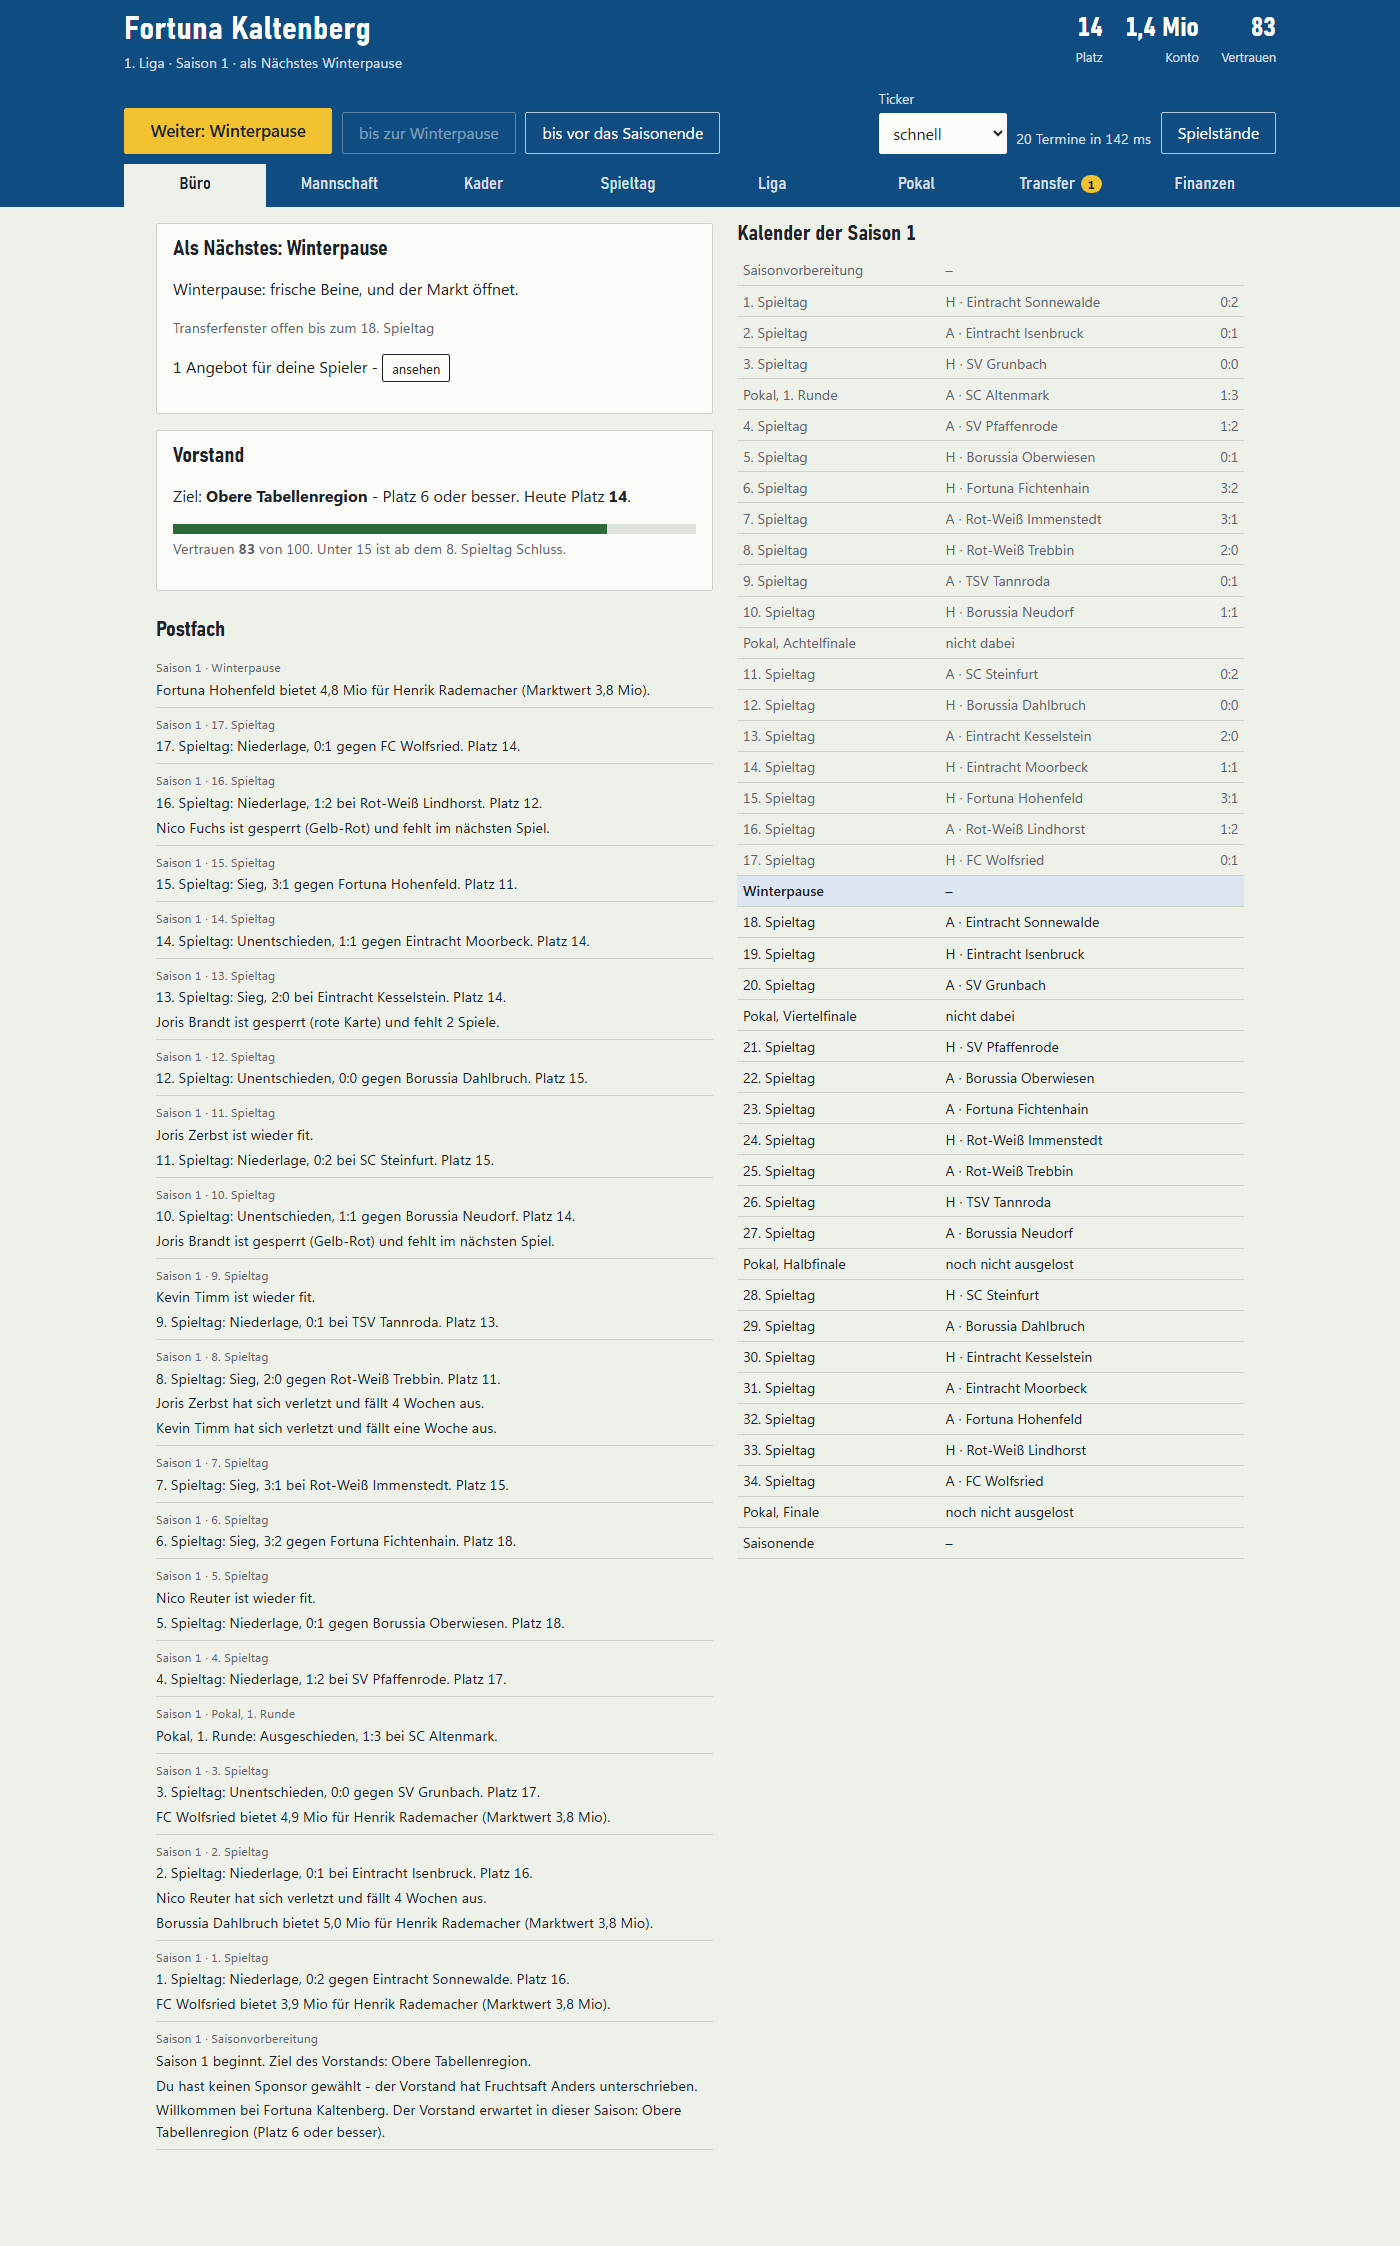 Fortuna Kaltenberg
1. Liga · Saison 1 · als Nächstes Winterpause
14
Platz
1,4 Mio
Konto
83
Vertrauen
Weiter: Winterpause
bis zur Winterpause
bis vor das Saisonende
Ticker
schnell
20 Termine in 142 ms
Spielstände
Büro
Mannschaft
Kader
Spieltag
Liga
Pokal
Transfer 1
Finanzen
Als Nächstes: Winterpause
Winterpause: frische Beine, und der Markt öffnet.
Transferfenster offen bis zum 18. Spieltag
1 Angebot für deine Spieler - ansehen
Vorstand
Ziel: Obere Tabellenregion - Platz 6 oder besser. Heute Platz 14.
Vertrauen 83 von 100. Unter 15 ist ab dem 8. Spieltag Schluss.
Postfach
Saison 1 · Winterpause
Fortuna Hohenfeld bietet 4,8 Mio für Henrik Rademacher (Marktwert 3,8 Mio).
Saison 1 · 17. Spieltag
17. Spieltag: Niederlage, 0:1 gegen FC Wolfsried. Platz 14.
Saison 1 · 16. Spieltag
16. Spieltag: Niederlage, 1:2 bei Rot-Weiß Lindhorst. Platz 12.
Nico Fuchs ist gesperrt (Gelb-Rot) und fehlt im nächsten Spiel.
Saison 1 · 15. Spieltag
15. Spieltag: Sieg, 3:1 gegen Fortuna Hohenfeld. Platz 11.
Saison 1 · 14. Spieltag
14. Spieltag: Unentschieden, 1:1 gegen Eintracht Moorbeck. Platz 14.
Saison 1 · 13. Spieltag
13. Spieltag: Sieg, 2:0 bei Eintracht Kesselstein. Platz 14.
Joris Brandt ist gesperrt (rote Karte) und fehlt 2 Spiele.
Saison 1 · 12. Spieltag
12. Spieltag: Unentschieden, 0:0 gegen Borussia Dahlbruch. Platz 15.
Saison 1 · 11. Spieltag
Joris Zerbst ist wieder fit.
11. Spieltag: Niederlage, 0:2 bei SC Steinfurt. Platz 15.
Saison 1 · 10. Spieltag
10. Spieltag: Unentschieden, 1:1 gegen Borussia Neudorf. Platz 14.
Joris Brandt ist gesperrt (Gelb-Rot) und fehlt im nächsten Spiel.
Saison 1 · 9. Spieltag
Kevin Timm ist wieder fit.
9. Spieltag: Niederlage, 0:1 bei TSV Tannroda. Platz 13.
Saison 1 · 8. Spieltag
8. Spieltag: Sieg, 2:0 gegen Rot-Weiß Trebbin. Platz 11.
Joris Zerbst hat sich verletzt und fällt 4 Wochen aus.
Kevin Timm hat sich verletzt und fällt eine Woche aus.
Saison 1 · 7. Spieltag
7. Spieltag: Sieg, 3:1 bei Rot-Weiß Immenstedt. Platz 15.
Saison 1 · 6. Spieltag
6. Spieltag: Sieg, 3:2 gegen Fortuna Fichtenhain. Platz 18.
Saison 1 · 5. Spieltag
Nico Reuter ist wieder fit.
5. Spieltag: Niederlage, 0:1 gegen Borussia Oberwiesen. Platz 18.
Saison 1 · 4. Spieltag
4. Spieltag: Niederlage, 1:2 bei SV Pfaffenrode. Platz 17.
Saison 1 · Pokal, 1. Runde
Pokal, 1. Runde: Ausgeschieden, 1:3 bei SC Altenmark.
Saison 1 · 3. Spieltag
3. Spieltag: Unentschieden, 0:0 gegen SV Grunbach. Platz 17.
FC Wolfsried bietet 4,9 Mio für Henrik Rademacher (Marktwert 3,8 Mio).
Saison 1 · 2. Spieltag
2. Spieltag: Niederlage, 0:1 bei Eintracht Isenbruck. Platz 16.
Nico Reuter hat sich verletzt und fällt 4 Wochen aus.
Borussia Dahlbruch bietet 5,0 Mio für Henrik Rademacher (Marktwert 3,8 Mio).
Saison 1 · 1. Spieltag
1. Spieltag: Niederlage, 0:2 gegen Eintracht Sonnewalde. Platz 16.
FC Wolfsried bietet 3,9 Mio für Henrik Rademacher (Marktwert 3,8 Mio).
Saison 1 · Saisonvorbereitung
Saison 1 beginnt. Ziel des Vorstands: Obere Tabellenregion.
Du hast keinen Sponsor gewählt - der Vorstand hat Fruchtsaft Anders unterschrieben.
Willkommen bei Fortuna Kaltenberg. Der Vorstand erwartet in dieser Saison: Obere
Tabellenregion (Platz 6 oder besser).
Kalender der Saison 1
Saisonvorbereitung –
1. Spieltag H · Eintracht Sonnewalde 0:2
2. Spieltag A · Eintracht Isenbruck 0:1
3. Spieltag H · SV Grunbach 0:0
Pokal, 1. Runde A · SC Altenmark 1:3
4. Spieltag A · SV Pfaffenrode 1:2
5. Spieltag H · Borussia Oberwiesen 0:1
6. Spieltag H · Fortuna Fichtenhain 3:2
7. Spieltag A · Rot-Weiß Immenstedt 3:1
8. Spieltag H · Rot-Weiß Trebbin 2:0
9. Spieltag A · TSV Tannroda 0:1
10. Spieltag H · Borussia Neudorf 1:1
Pokal, Achtelfinale nicht dabei
11. Spieltag A · SC Steinfurt 0:2
12. Spieltag H · Borussia Dahlbruch 0:0
13. Spieltag A · Eintracht Kesselstein 2:0
14. Spieltag H · Eintracht Moorbeck 1:1
15. Spieltag H · Fortuna Hohenfeld 3:1
16. Spieltag A · Rot-Weiß Lindhorst 1:2
17. Spieltag H · FC Wolfsried 0:1
Winterpause –
18. Spieltag A · Eintracht Sonnewalde
19. Spieltag H · Eintracht Isenbruck
20. Spieltag A · SV Grunbach
Pokal, Viertelfinale nicht dabei
21. Spieltag H · SV Pfaffenrode
22. Spieltag A · Borussia Oberwiesen
23. Spieltag A · Fortuna Fichtenhain
24. Spieltag H · Rot-Weiß Immenstedt
25. Spieltag A · Rot-Weiß Trebbin
26. Spieltag H · TSV Tannroda
27. Spieltag A · Borussia Neudorf
Pokal, Halbfinale noch nicht ausgelost
28. Spieltag H · SC Steinfurt
29. Spieltag A · Borussia Dahlbruch
30. Spieltag H · Eintracht Kesselstein
31. Spieltag A · Eintracht Moorbeck
32. Spieltag A · Fortuna Hohenfeld
33. Spieltag H · Rot-Weiß Lindhorst
34. Spieltag A · FC Wolfsried
Pokal, Finale noch nicht ausgelost
Saisonende –